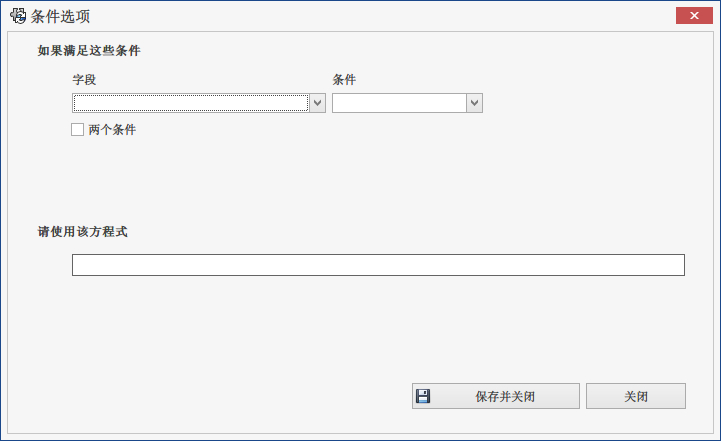 条件选项
如果满足这些条件
字段
条件
两个条件
请使用该方程式
保存并关闭
关闭